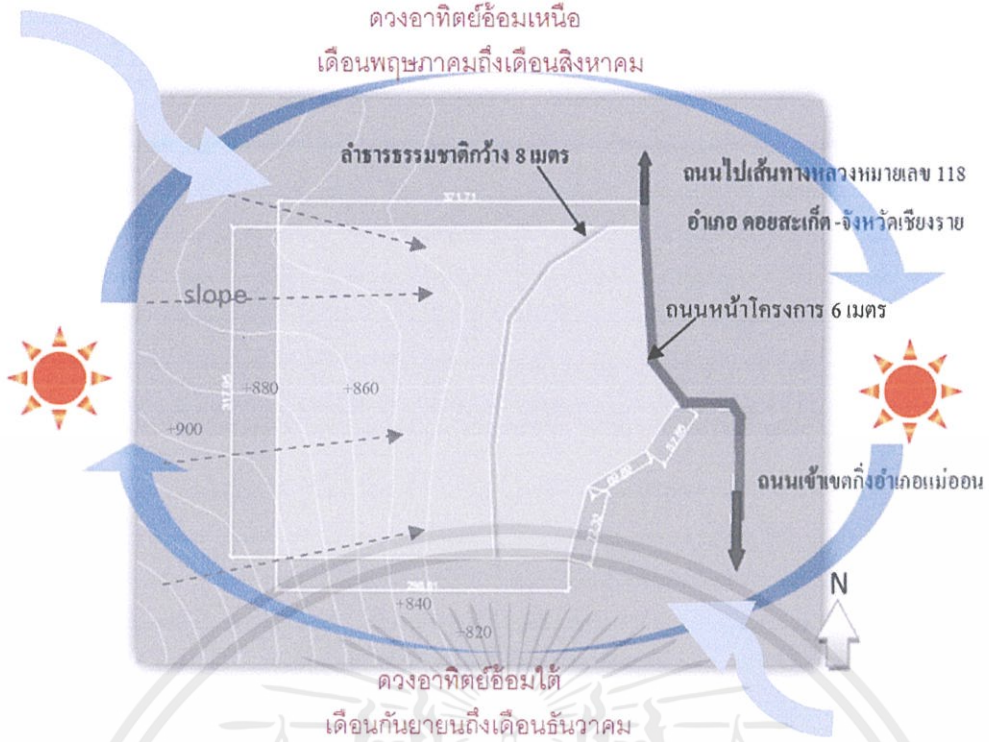 ดวงอาทิตย์อ้อมเหนือ
เดือนพฤษภาคมถึงเดือนสิงหาคม
ลำธารธรรมชาติกว้าง 8 เมตร
ถนนไปเส้นทางหลวงหมายเลข 118
อำเภอ ดอยสะเก็ต-จังหวัดเชียงราย
321.71
slope
ถนนหน้าโครงการ 6 เมตร
317.95
+880
+860
+900
ถนนเข้าเขตกิ่งอำเภอแม่ออน
N
+840
+820
ดวงอาทิตย์อ้อมใต้
เดือนกันยายนถึงเดือนธันวาคม